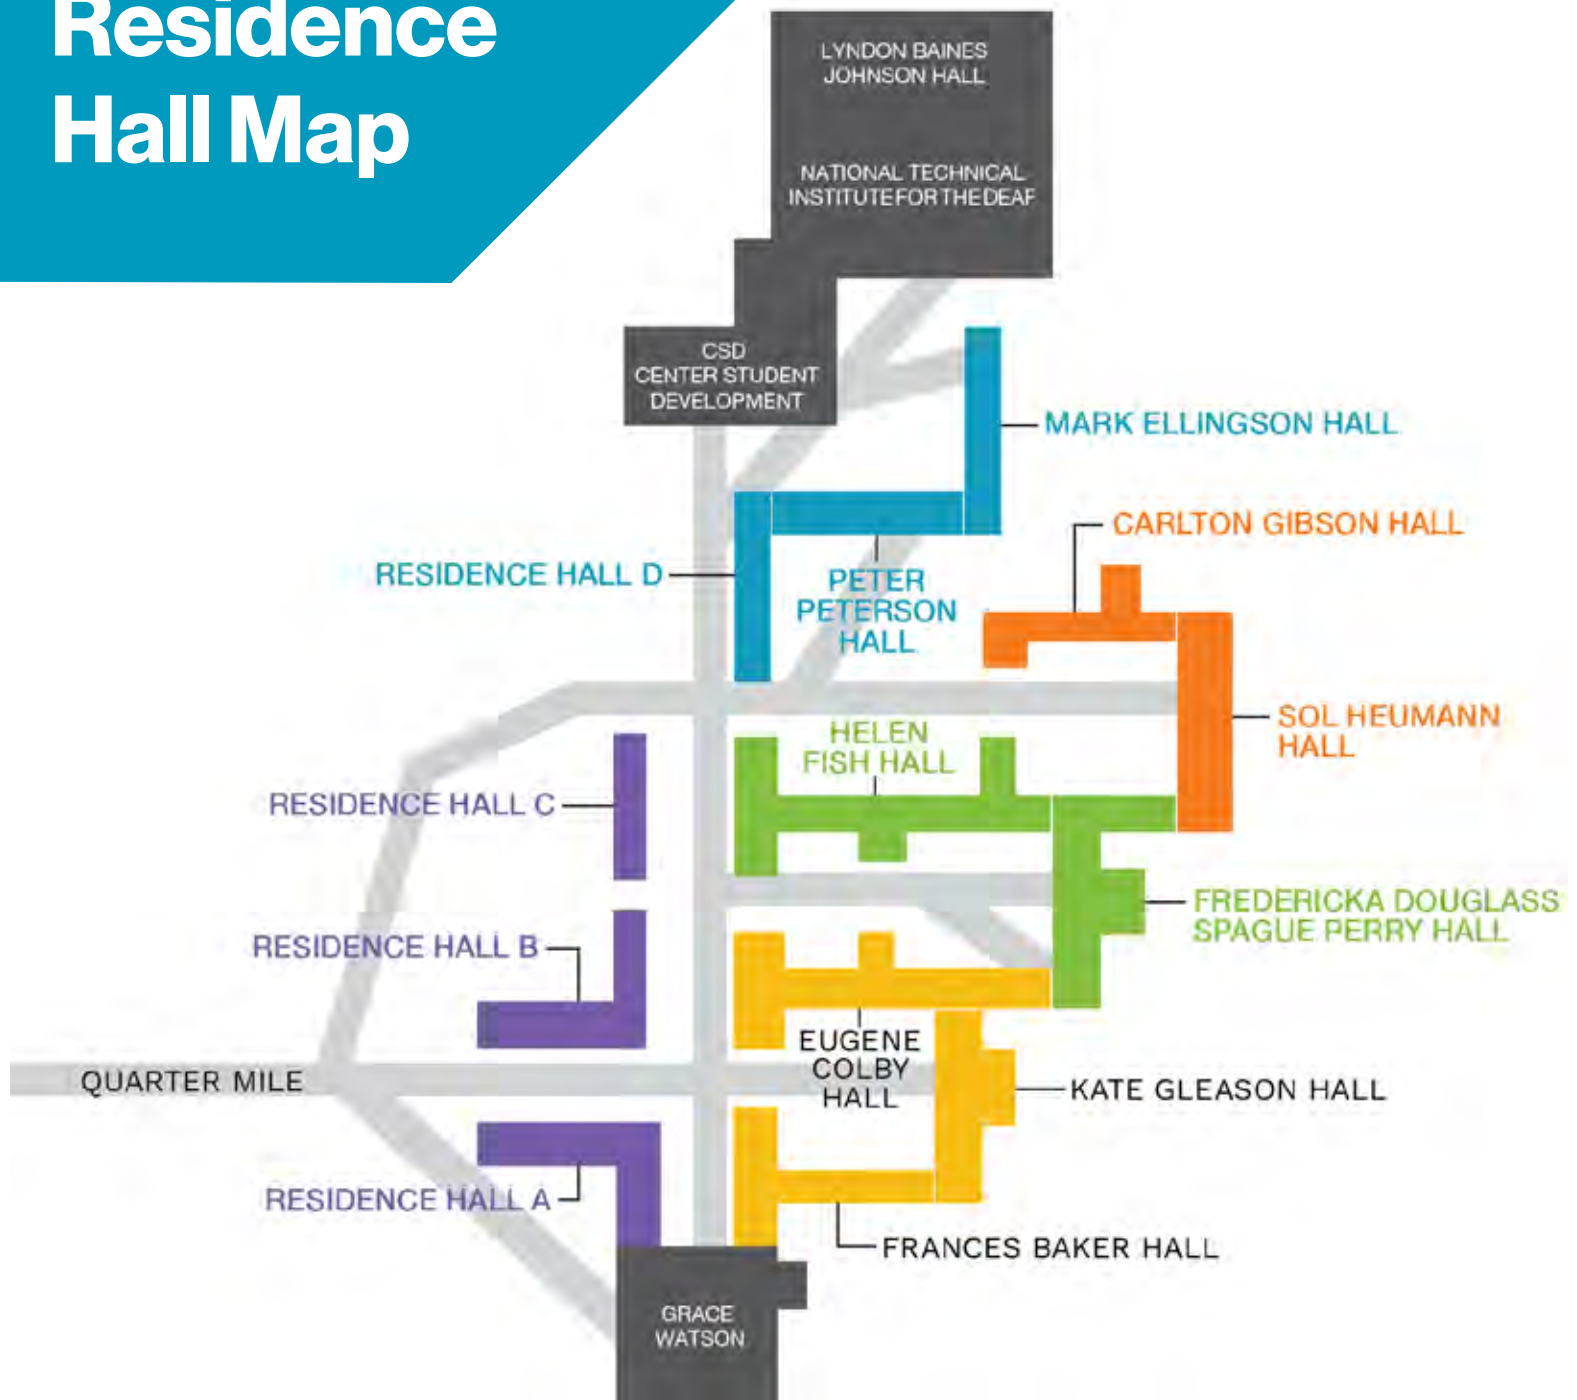 Residence
Hall Map
LYNDON BAINES
JOHNSON HALL
NATIONAL TECHNICAL
INSTITUTE FOR THE DEAF
CSD
CENTER STUDENT
DEVELOPMENT
MARK ELLINGSON HALL
CARLTON GIBSON HALL
RESIDENCE HALL D
PETER
PETERSON
HALL
SOL HEUMANN
HALL
HELEN
FISH HALL
RESIDENCE HALL C
FREDERICKA DOUGLASS
SPAGUE PERRY HALL
RESIDENCE HALL B
EUGENE
COLBY
HALL
QUARTER MILE
KATE GLEASON HALL
RESIDENCE HALL A
FRANCES BAKER HALL
GRACE
WATSON